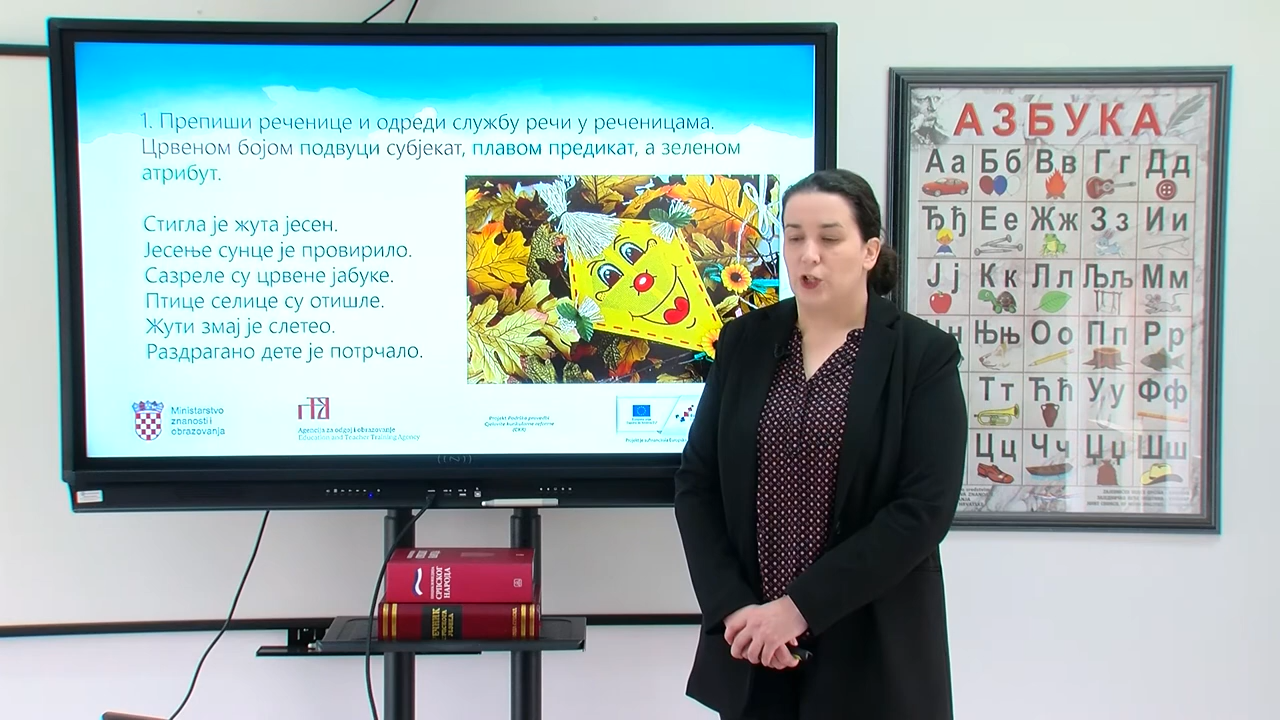 1. Препиши реченице и одреди службу речи у реченицама.
Црвеном бојом подвуци субјекат, плавом предикат, а зеленом
атрибут.
Стигла је жута јесен.
Јесење сунце је провирило.
Сазреле су црвене јабуке.
Птице селице су отишле.
Жути змај је слетео.
Раздрагано дете је потрчало.
Ministarstvo
znanosti i
obrazovanja
Agencija za odgoj i obrazovanje
Education and Teacher Training Agency
АЗБУКА
Аа Бб Вв Гг Дд
Ђђ Ее Жж Зз Ии
Јј Кк Лл Љљ Мм
Њњ Оо Пп Рр
Тт Ћћ Уу Фф
Цц Чч Џџ Шш
СРПСКОГ
НАРОДА